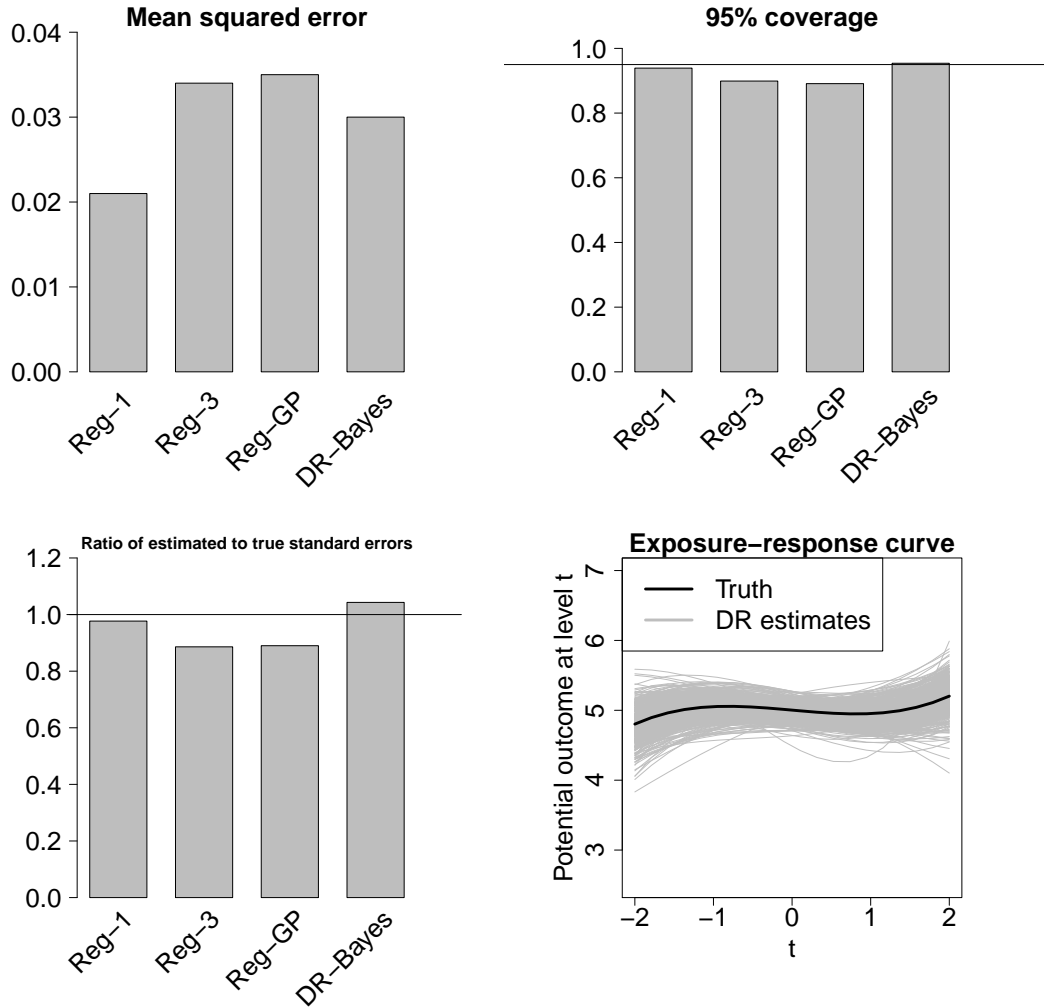 Mean squared error
0.04
0.03
0.02
0.01
0.00
Reg−1
Reg−3
Reg−GP
DR−Bayes
95% coverage
1.0
0.8
0.6
0.4
0.2
0.0
Reg−1
Reg−3
Reg−GP
DR−Bayes
Ratio of estimated to true standard errors
1.2
1.0
0.8
0.6
0.4
0.2
0.0
Reg−1
Reg−3
Reg−GP
DR−Bayes
Exposure−response curve
Truth
DR estimates
Potential outcome at level t
7
6
5
4
3
−2 −1 0 1 2
t